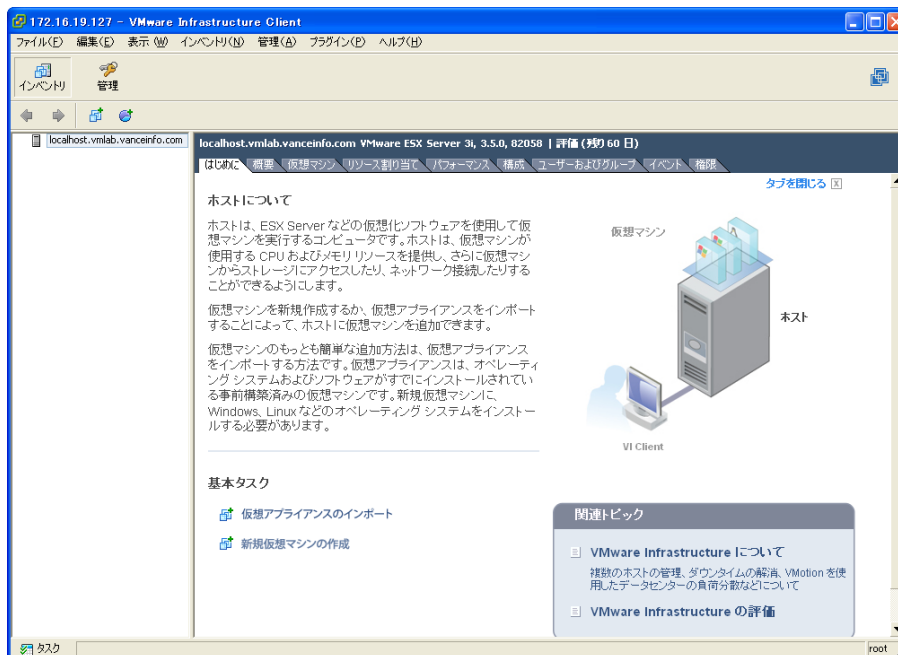 172.16.19.127 - VMware Infrastructure Client
ファイル(F) 編集(E) 表示(W) インベントリ(N) 管理(A) プラグイン(P) ヘルプ(H)
インベントリ 管理
localhost.vmlab.vanceinfo.com
localhost.vmlab.vanceinfo.com VMware ESX Server 3i, 3.5.0, 82058 | 評価 (残り 60 日)
はじめに 概要 仮想マシン リソース割り当て パフォーマンス 構成 ユーザーおよびグループ イベント 権限
タブを閉じる
ホストについて
ホストは、ESX Server などの仮想化ソフトウェアを使用して仮
想マシンを実行するコンピュータです。ホストは、仮想マシンが
使用する CPU およびメモリ リソースを提供し、さらに仮想マシ
ンからストレージにアクセスしたり、ネットワーク接続したりする
ことができるようにします。
仮想マシンを新規作成するか、仮想アプライアンスをインポート
することによって、ホストに仮想マシンを追加できます。
仮想マシンのもっとも簡単な追加方法は、仮想アプライアンス
をインポートする方法です。仮想アプライアンスは、オペレーティ
ング システムおよびソフトウェアがすでにインストールされてい
る事前構築済みの仮想マシンです。新規仮想マシンに、
Windows、Linux などのオペレーティング システムをインストー
ルする必要があります。
仮想マシン
ホスト
VI Client
基本タスク
仮想アプライアンスのインポート
新規仮想マシンの作成
関連トピック
VMware Infrastructure について
複数のホストの管理、ダウンタイムの解消、VMotion を使
用したデータセンターの負荷分散などについて
VMware Infrastructure の評価
タスク
root